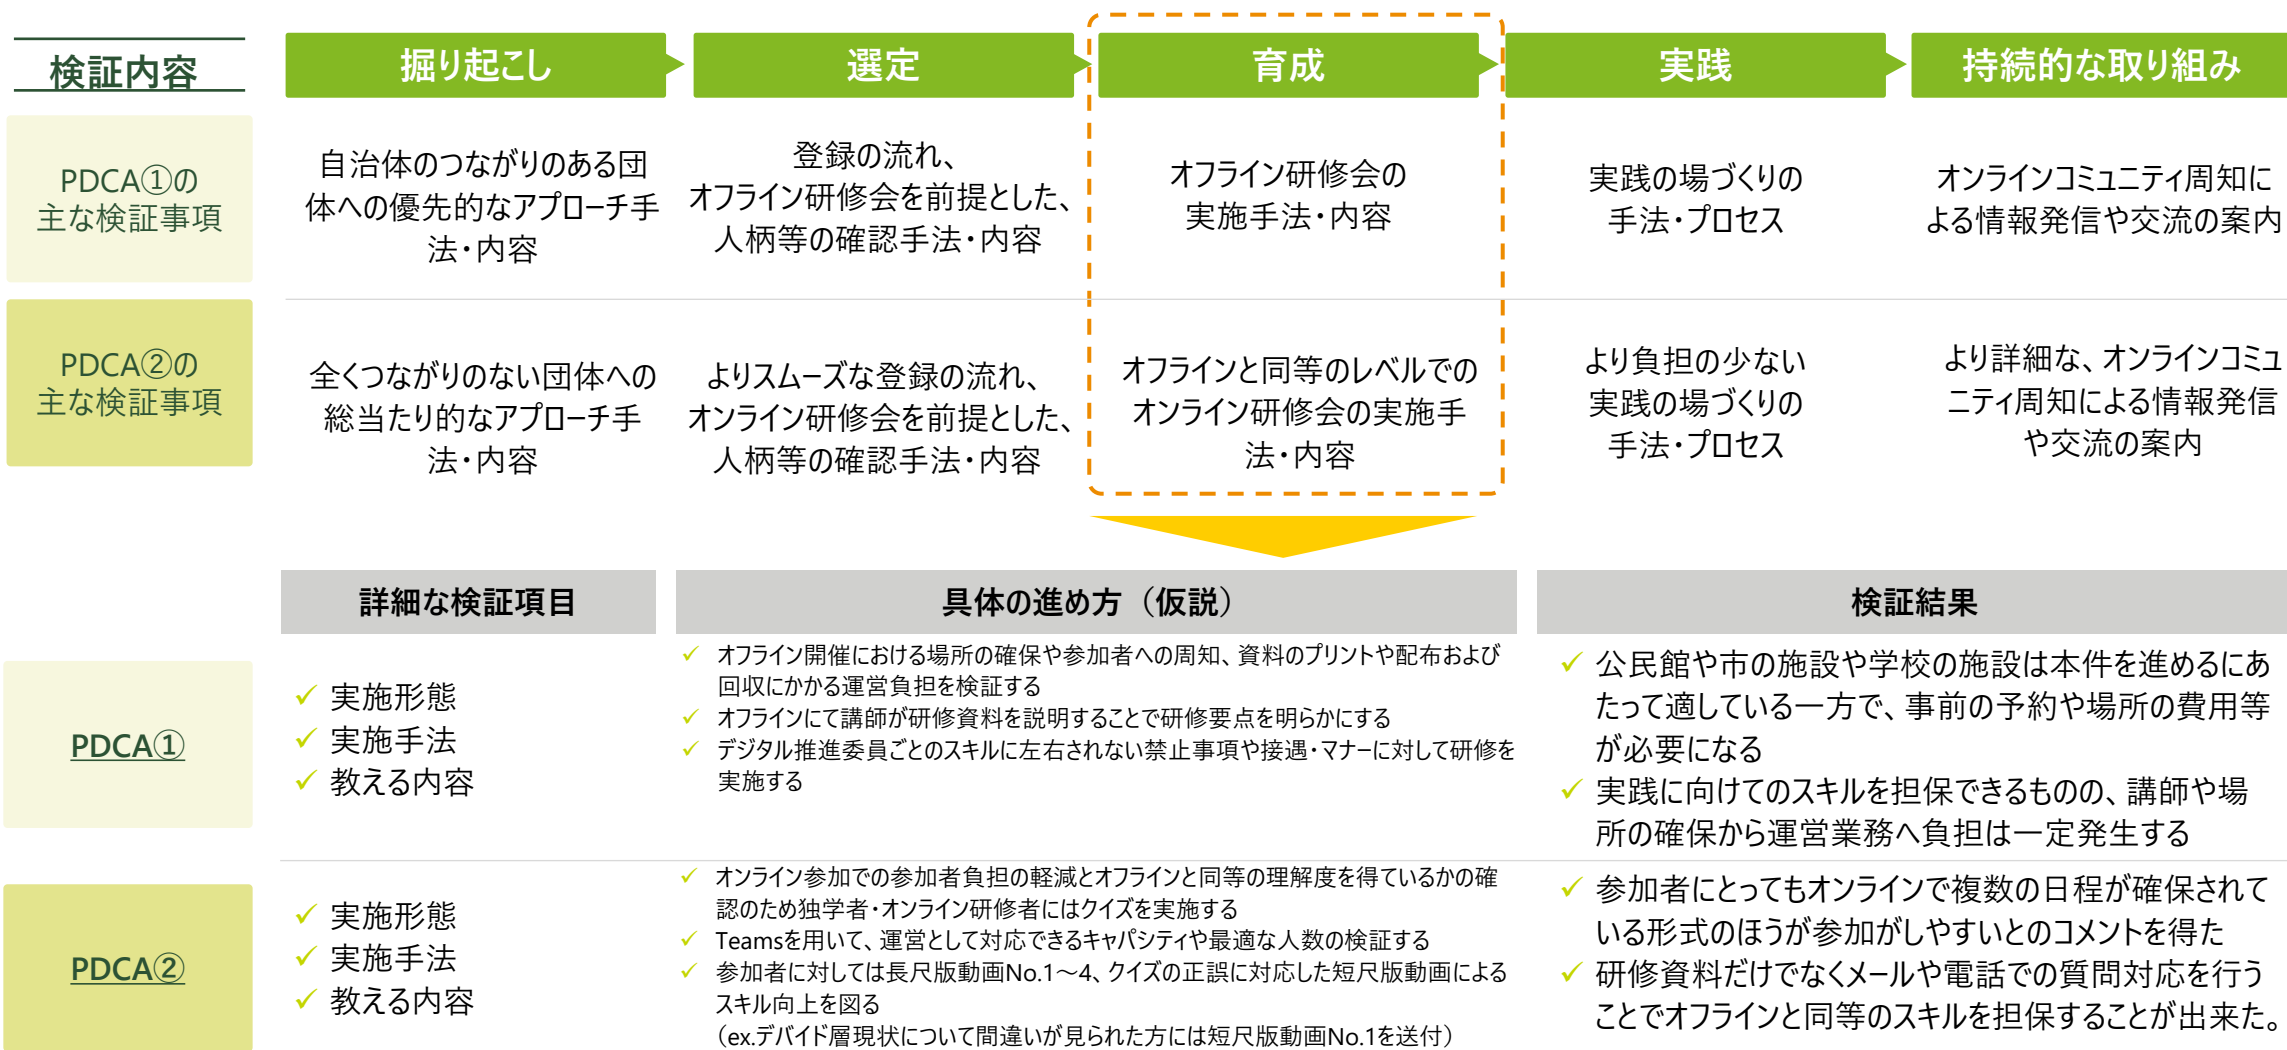 検証内容
掘り起こし
選定
育成
実践
持続的な取り組み
PDCA①の
主な検証事項
自治体のつながりのある団
体への優先的なアプローチ手
法・内容
登録の流れ、
オフライン研修会を前提とした、
人柄等の確認手法・内容
オフライン研修会の
実施手法・内容
実践の場づくりの
手法・プロセス
オンラインコミュニティ周知に
よる情報発信や交流の案内
PDCA②の
主な検証事項
全くつながりのない団体への
総当たり的なアプローチ手
法・内容
よりスムーズな登録の流れ、
オンライン研修会を前提とした、
人柄等の確認手法・内容
オフラインと同等のレベルでの
オンライン研修会の実施手
法・内容
より負担の少ない
実践の場づくりの
手法・プロセス
より詳細な、オンラインコミュ
ニティ周知による情報発信
や交流の案内
詳細な検証項目
具体の進め方（仮説）
検証結果
PDCA①
✓ 実施形態
✓ 実施手法
✓ 教える内容
✓ オフライン開催における場所の確保や参加者への周知、資料のプリントや配布および
回収にかかる運営負担を検証する
✓ オフラインにて講師が研修資料を説明することで研修要点を明らかにする
✓ デジタル推進委員ごとのスキルに左右されない禁止事項や接遇・マナーに対して研修を
実施する
✓ 公民館や市の施設や学校の施設は本件を進めるにあ
たって適している一方で、事前の予約や場所の費用等
が必要になる
✓ 実践に向けてのスキルを担保できるものの、講師や場
所の確保から運営業務へ負担は一定発生する
PDCA②
✓ 実施形態
✓ 実施手法
✓ 教える内容
✓ オンライン参加での参加者負担の軽減とオフラインと同等の理解度を得ているかの確
認のため独学者・オンライン研修者にはクイズを実施する
✓ Teamsを用いて、運営として対応できるキャパシティや最適な人数の検証する
✓ 参加者に対しては長尺版動画No.1～4、クイズの正誤に対応した短尺版動画による
スキル向上を図る
（ex.デバイド層現状について間違いが見られた方には短尺版動画No.1を送付）
✓ 参加者にとってもオンラインで複数の日程が確保されて
いる形式のほうが参加がしやすいとのコメントを得た
✓ 研修資料だけでなくメールや電話での質問対応を行う
ことでオフラインと同等のスキルを担保することが出来た。